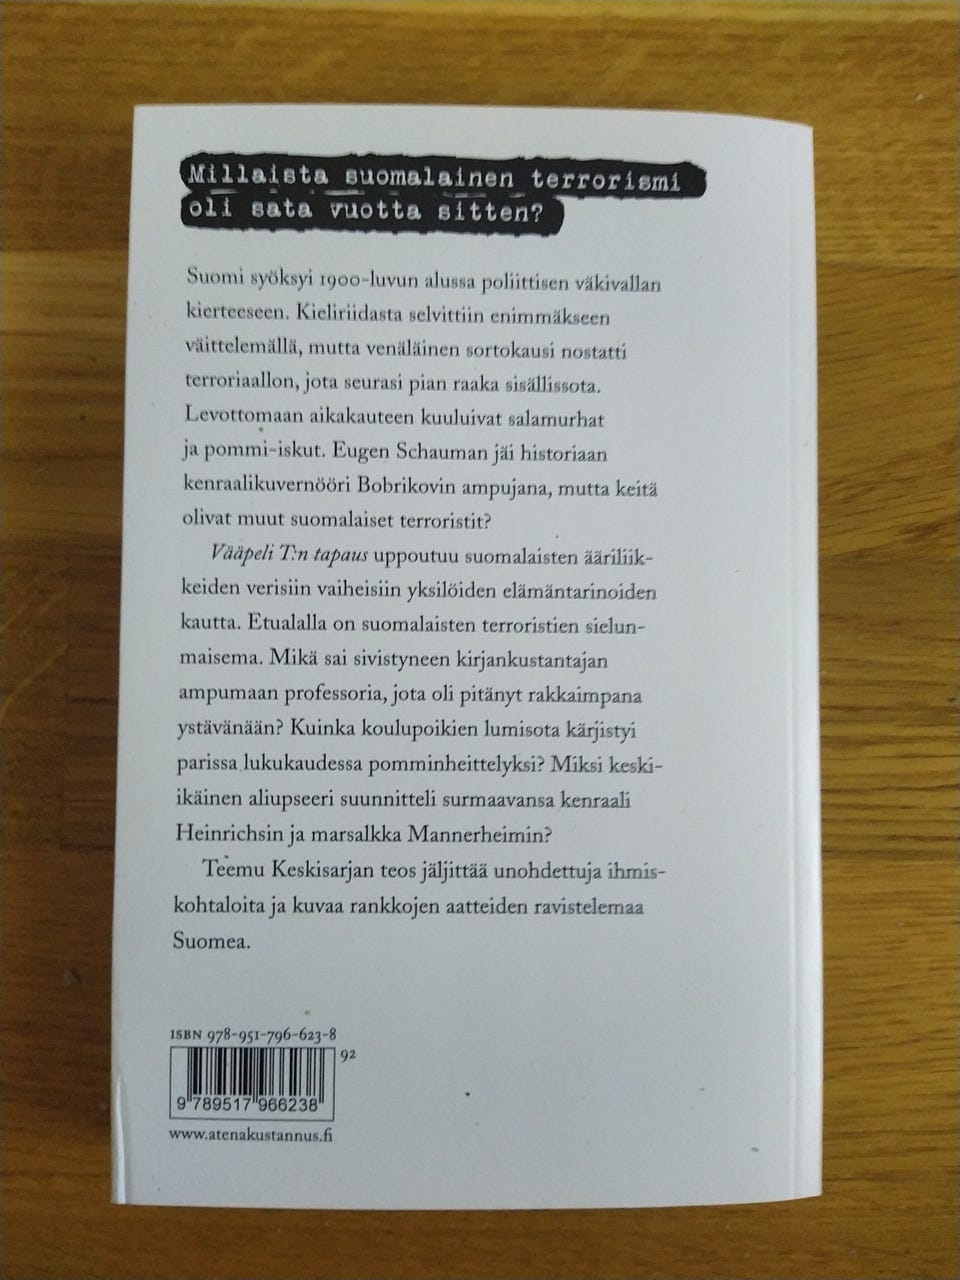 Millaista suomalainen terrorismi
oli sata vuotta sitten?
Suomi syöksyi 1900-luvun alussa poliittisen väkivallan
kierteeseen. Kieliriidasta selvittiin enimmäkseen
väittelemällä, mutta venäläinen sortokausi nostatti
terroriaallon, jota seurasi pian raaka sisällissota.
Levottomaan aikakauteen kuuluivat salamurhat
ja pommi-iskut. Eugen Schauman jäi historiaan
kenraalikuvernööri Bobrikovin ampujana, mutta keitä
olivat muut suomalaiset terroristit?
Vääpeli T:n tapaus uppoutuu suomalaisten ääriliik-
keiden verisiin vaiheisiin yksilöiden elämäntarinoiden
kautta. Etualalla on suomalaisten terroristien sielun-
maisema. Mikä sai sivistyneen kirjankustantajan
ampumaan professoria, jota oli pitänyt rakkaimpana
ystävänään? Kuinka koulupoikien lumisota kärjistyi
parissa lukukaudessa pomminheittelyksi? Miksi keski-
ikäinen aliupseeri suunnitteli surmaavansa kenraali
Heinrichsin ja marsalkka Mannerheimin?
Teemu Keskisarjan teos jäljittää unohdettuja ihmis-
kohtaloita ja kuvaa rankkojen aatteiden ravistelemaa
Suomea.
ISBN 978-951-796-623-8
92
9 789517 966238
www.atenakustannus.fi